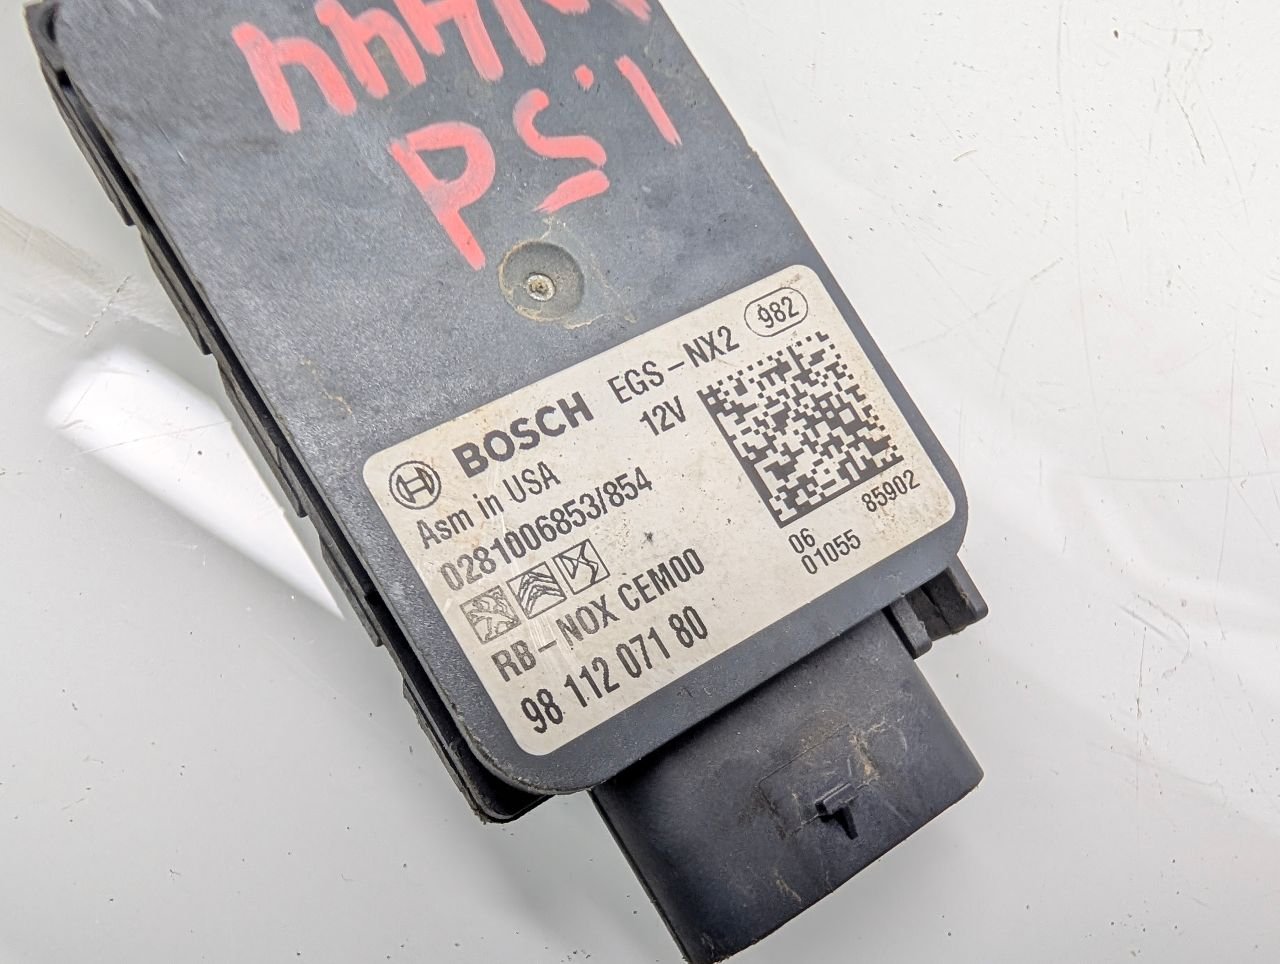 PS.1
BOSCH EGS-NX2 982
Asm in USA 12V
0281006853/854
85902
06
01055
RB-NOX CEM00
98 112 071 80